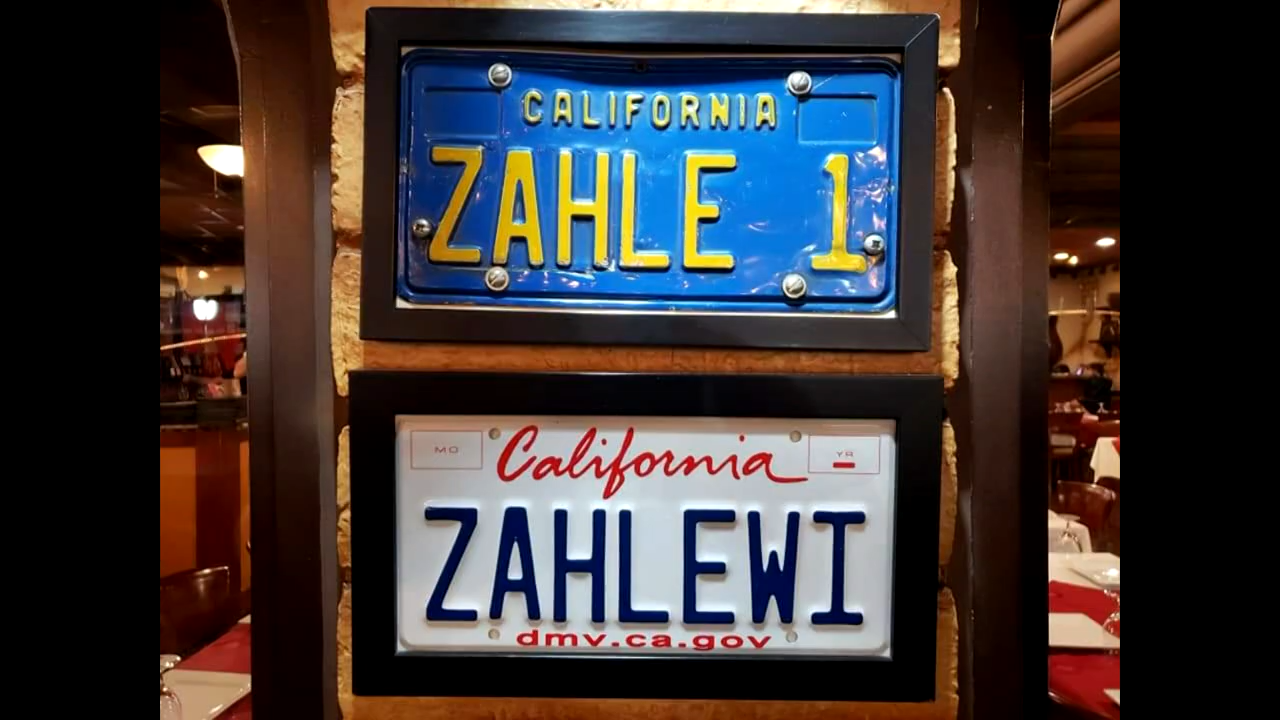 CALIFORNIA
ZAHLE 1
MO
California
YR
ZAHLEWI
dmv.ca.gov